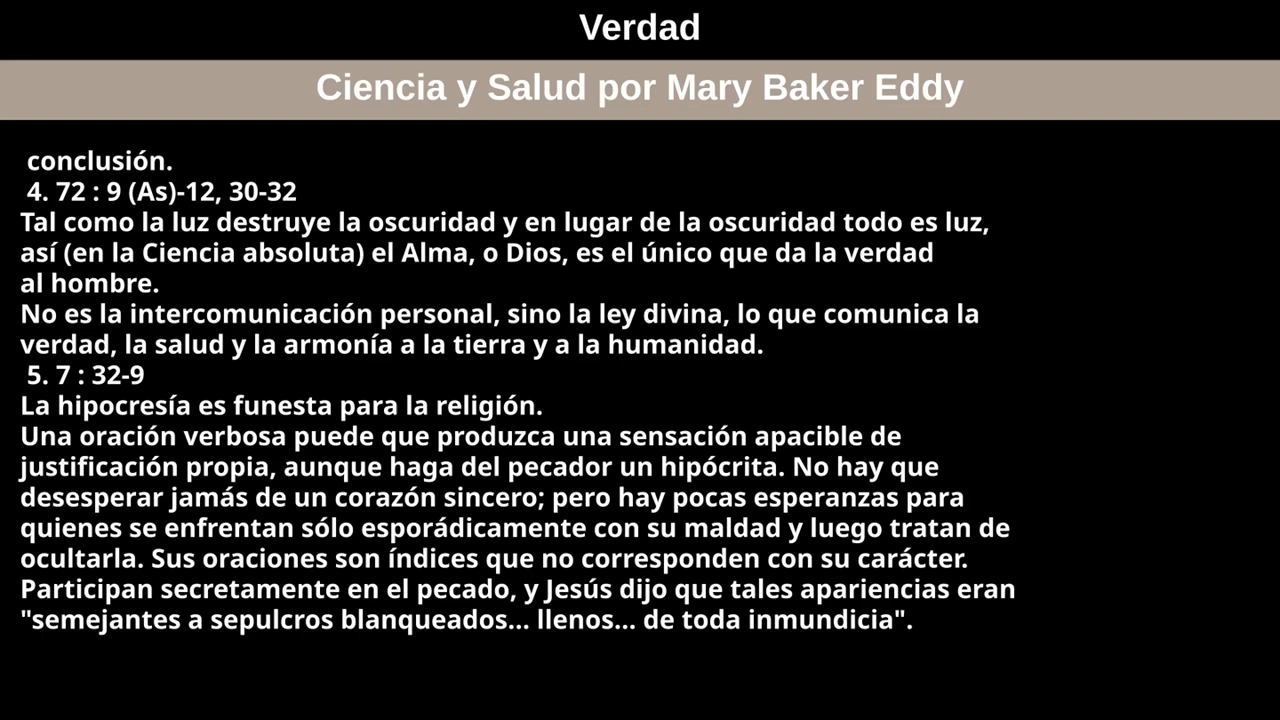 Verdad
Ciencia y Salud por Mary Baker Eddy
conclusión.
4. 72 : 9 (As)-12, 30-32
Tal como la luz destruye la oscuridad y en lugar de la oscuridad todo es luz,
así (en la Ciencia absoluta) el Alma, o Dios, es el único que da la verdad
al hombre.
No es la intercomunicación personal, sino la ley divina, lo que comunica la
verdad, la salud y la armonía a la tierra y a la humanidad.
5. 7 : 32-9
La hipocresía es funesta para la religión.
Una oración verbosa puede que produzca una sensación apacible de
justificación propia, aunque haga del pecador un hipócrita. No hay que
desesperar jamás de un corazón sincero; pero hay pocas esperanzas para
quienes se enfrentan sólo esporádicamente con su maldad y luego tratan de
ocultarla. Sus oraciones son índices que no corresponden con su carácter.
Participan secretamente en el pecado, y Jesús dijo que tales apariencias eran
"semejantes a sepulcros blanqueados... llenos... de toda inmundicia".